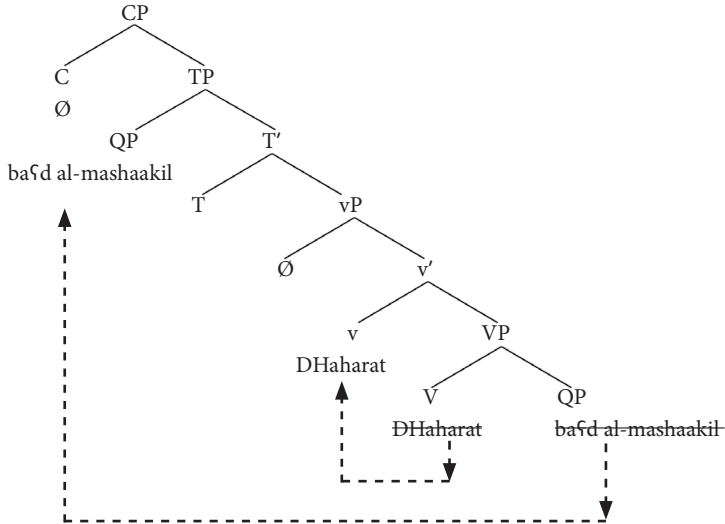 CP
C TP
Ø
QP T′
baʕd al-mashaakil
T vP
Ø v′
v VP
DHaharat
V QP
DHaharat baʕd al-mashaakil